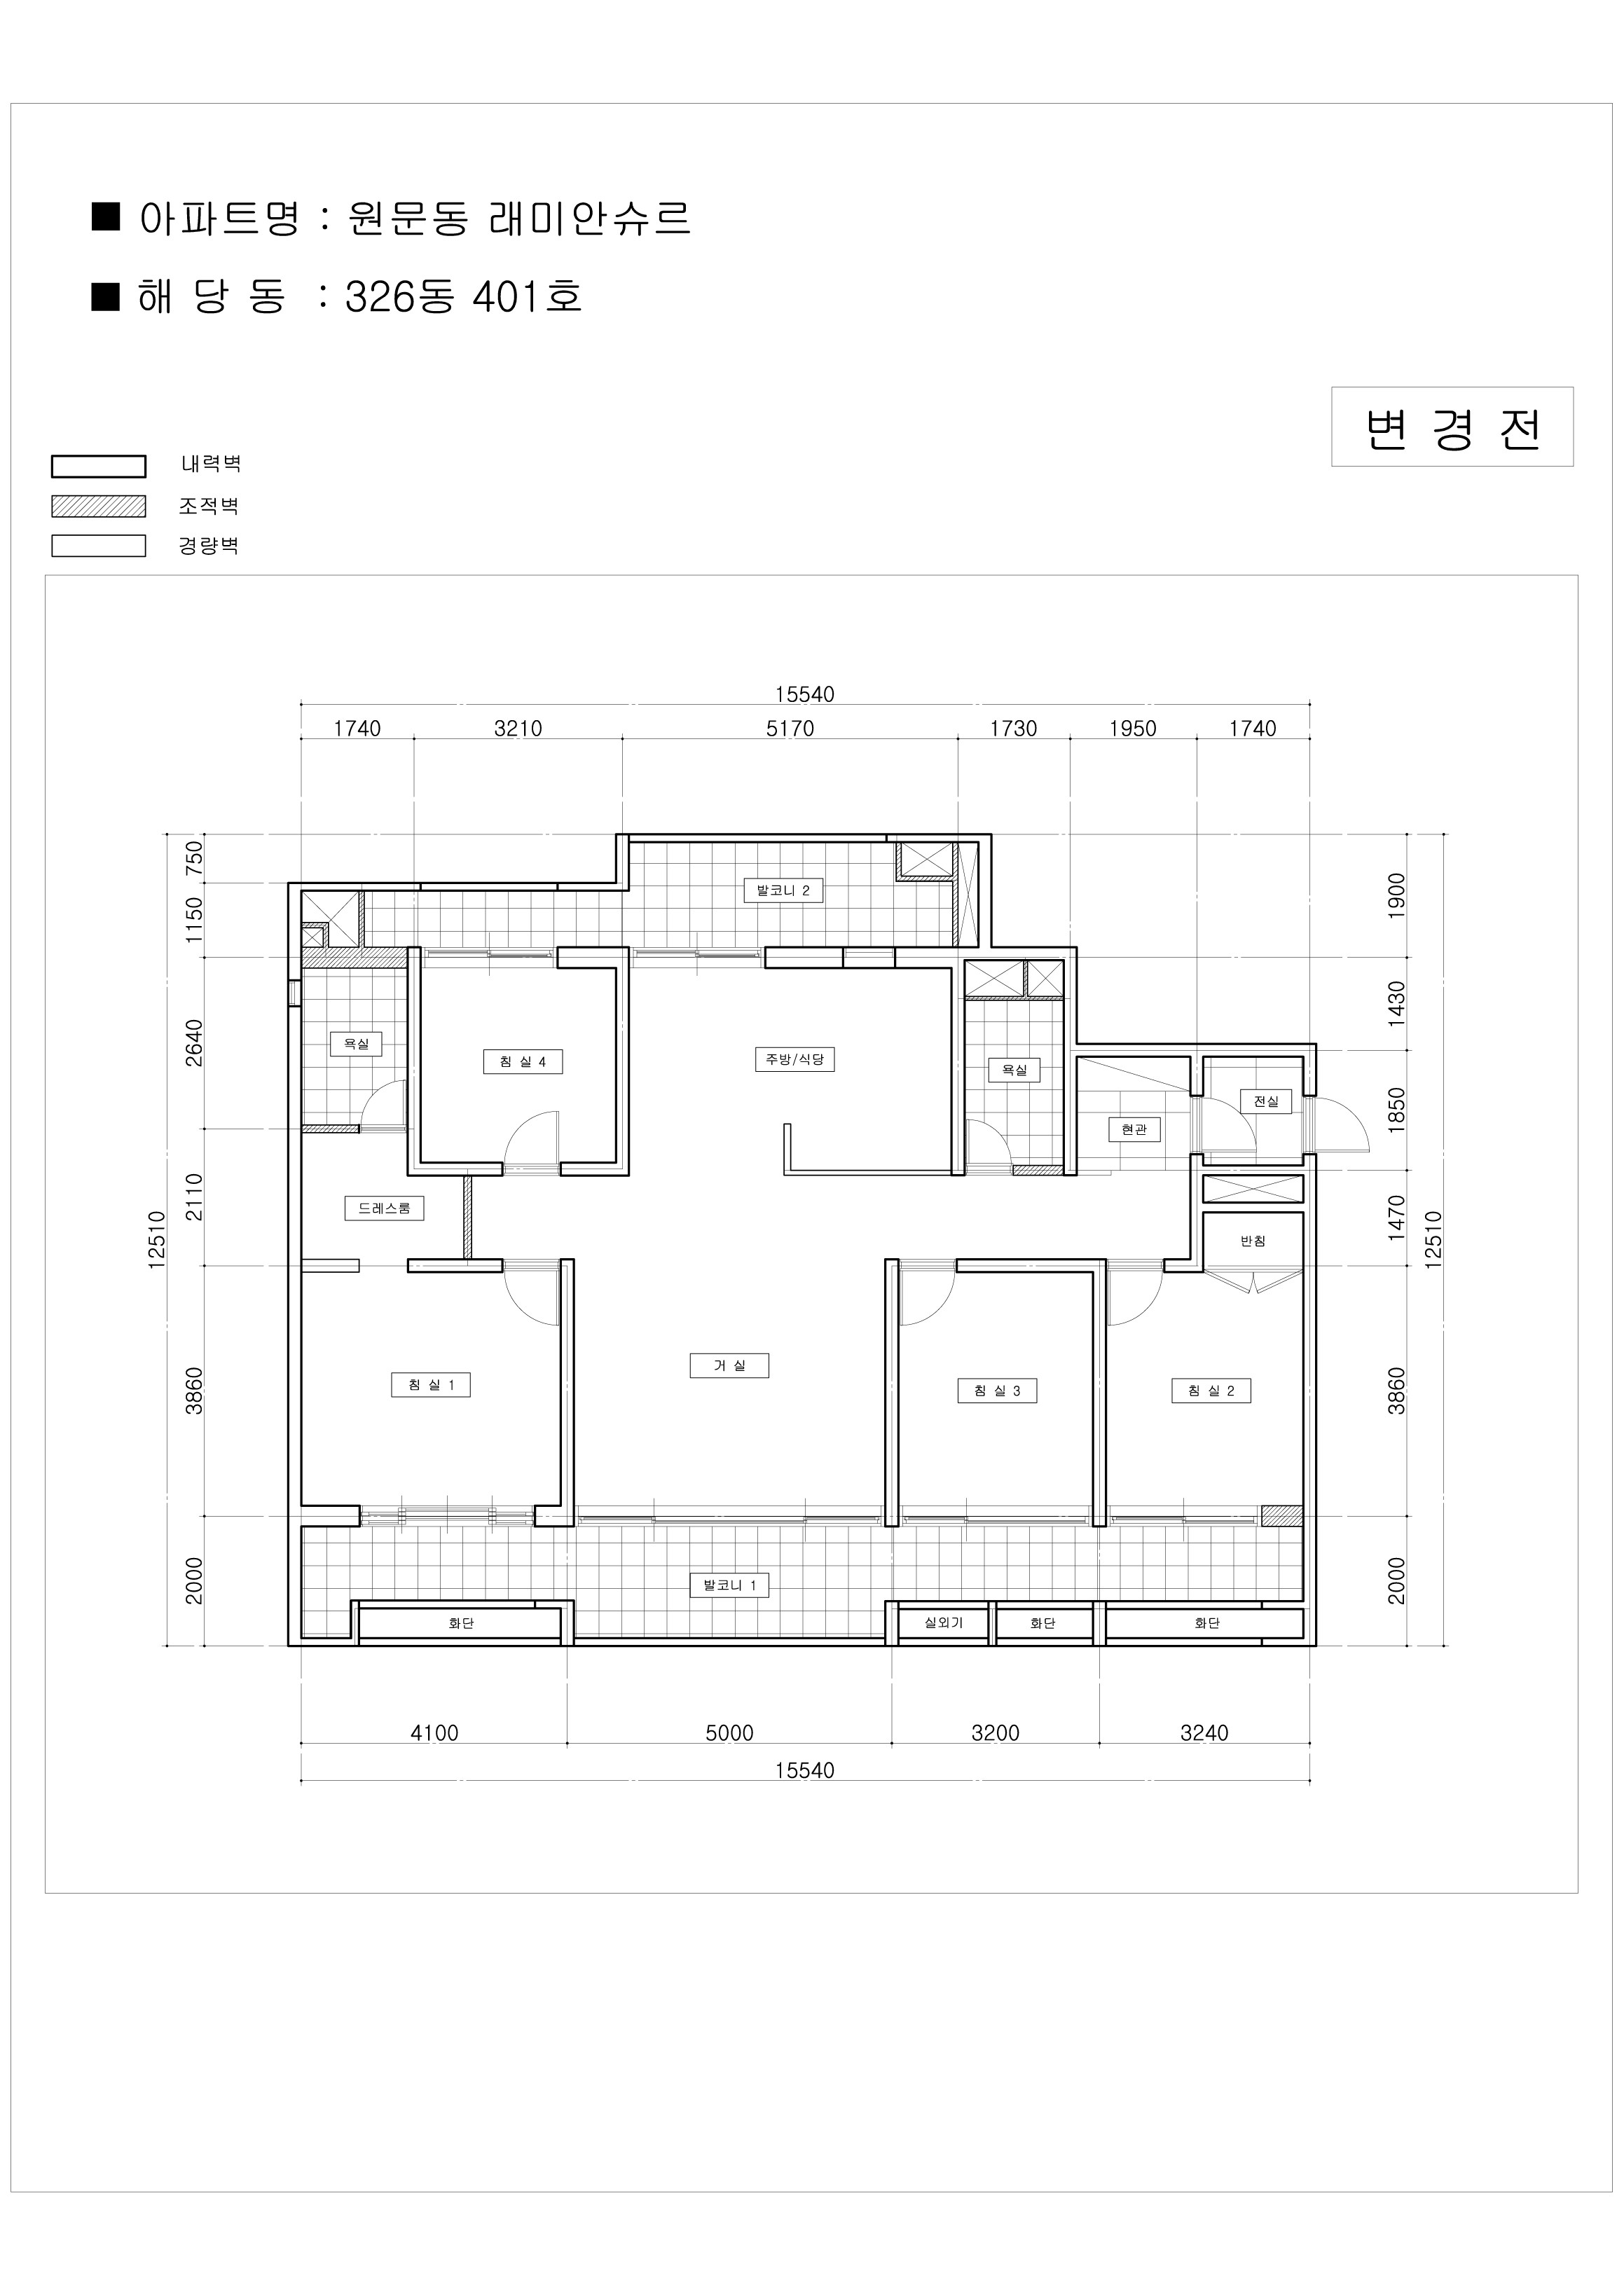 ■ 아파트명 : 원문동 래미안슈르
■ 해 당 동 : 326동 401호
변 경 전
내력벽
조적벽
경량벽
15540
1740 3210 5170 1730 1950 1740
750
1150
2640
2110
3860
2000
12510
1900
1430
1850
1470
3860
2000
12510
발코니 2
욕실
침 실 4
주방/식당
욕실
전실
현관
드레스룸
반침
거 실
침 실 1
침 실 3
침 실 2
발코니 1
화단
실외기
화단
화단
4100 5000 3200 3240
15540